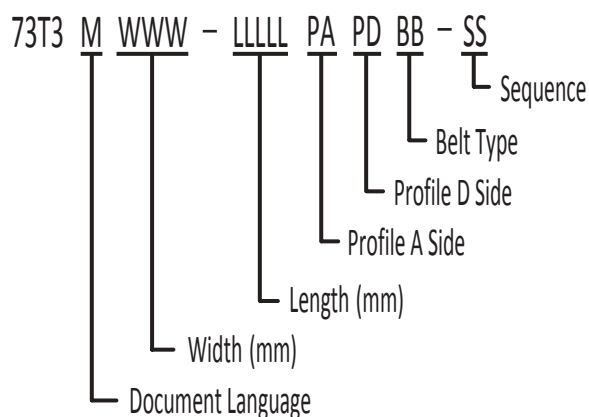 73T3 M WWW – LLLLL PA PD BB – SS
Sequence
Belt Type
Profile D Side
Profile A Side
Length (mm)
Width (mm)
Document Language